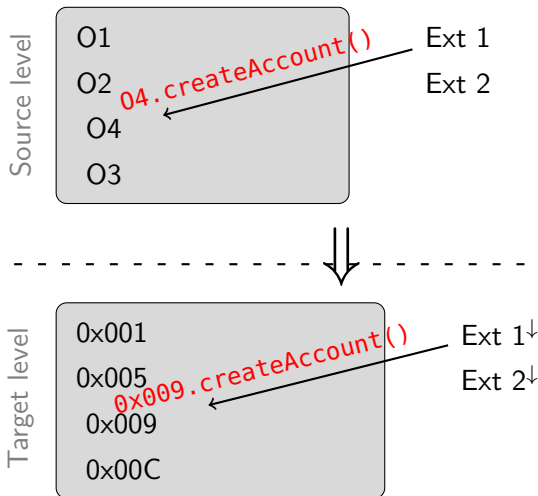 Source level
O1
O2
O4
O3
O4.createAccount()
Ext 1
Ext 2
Target level
0x001
0x005
0x009
0x00C
0x009.createAccount()
Ext 1↓
Ext 2↓